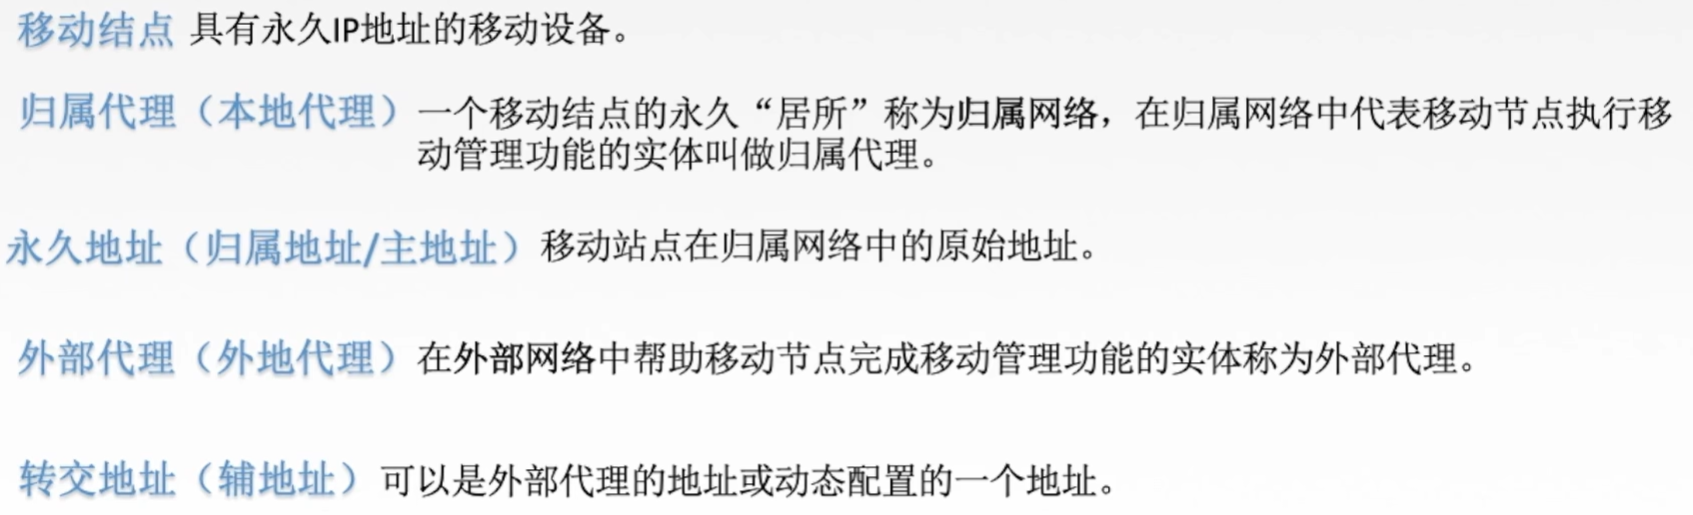 移动结点 具有永久IP地址的移动设备。
归属代理（本地代理）一个移动结点的永久“居所”称为归属网络，在归属网络中代表移动节点执行移
动管理功能的实体叫做归属代理。
永久地址（归属地址/主地址）移动站点在归属网络中的原始地址。
外部代理（外地代理）在外部网络中帮助移动节点完成移动管理功能的实体称为外部代理。
转交地址（辅地址）可以是外部代理的地址或动态配置的一个地址。